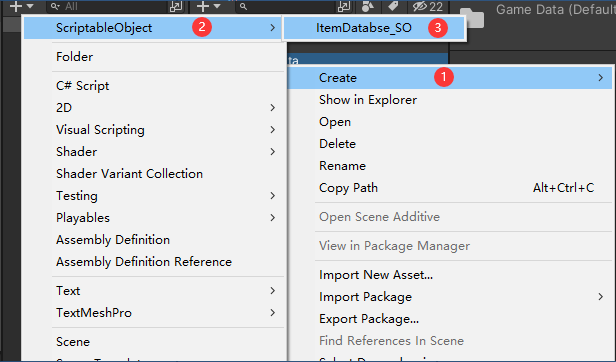 All
22
Game Data (Default
ScriptableObject
2
ItemDatabse_SO
3
Folder
C# Script
2D
Visual Scripting
Shader
Shader Variant Collection
Testing
Playables
Assembly Definition
Assembly Definition Reference
Text
TextMeshPro
Scene
Create
1
Show in Explorer
Open
Delete
Rename
Copy Path Alt+Ctrl+C
Open Scene Additive
View in Package Manager
Import New Asset...
Import Package
Export Package...
Find References In Scene